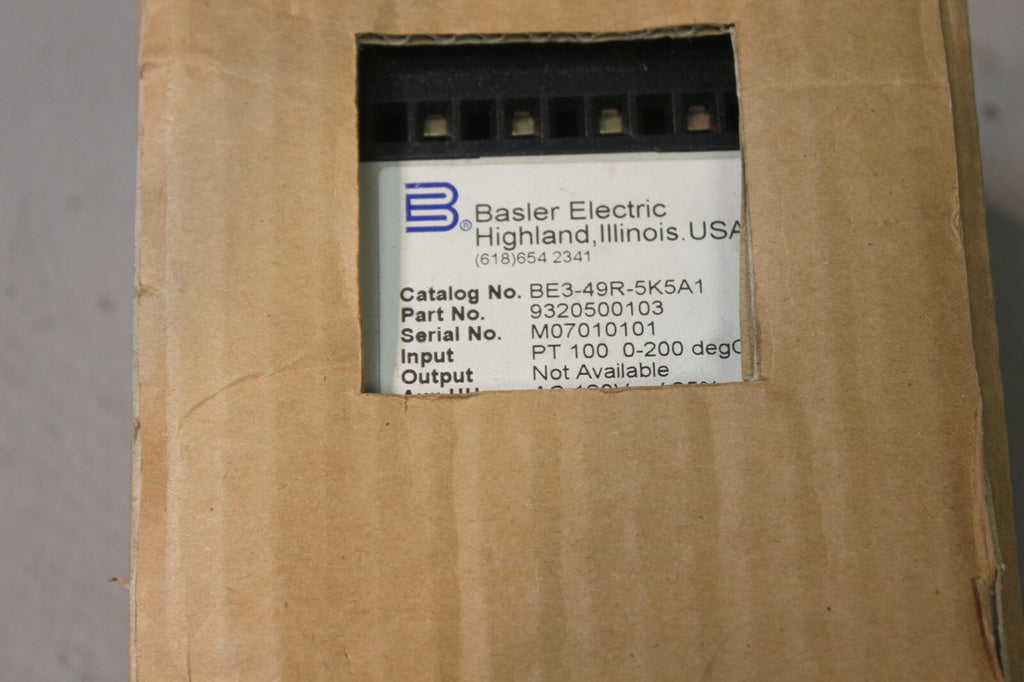 B®
Basler Electric
Highland,Illinois.USA
(618)654 2341
Catalog No. BE3-49R-5K5A1
Part No. 9320500103
Serial No. M07010101
Input PT 100 0-200 degC
Output Not Available